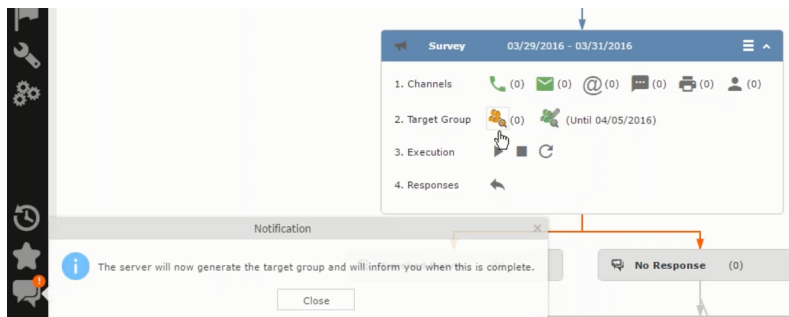 Survey 03/29/2016 - 03/31/2016
1. Channels (0) (0) @ (0) (0) (0) (0)
2. Target Group (0) (Until 04/05/2016)
3. Execution
4. Responses
Notification
The server will now generate the target group and will inform you when this is complete.
Close
No Response (0)